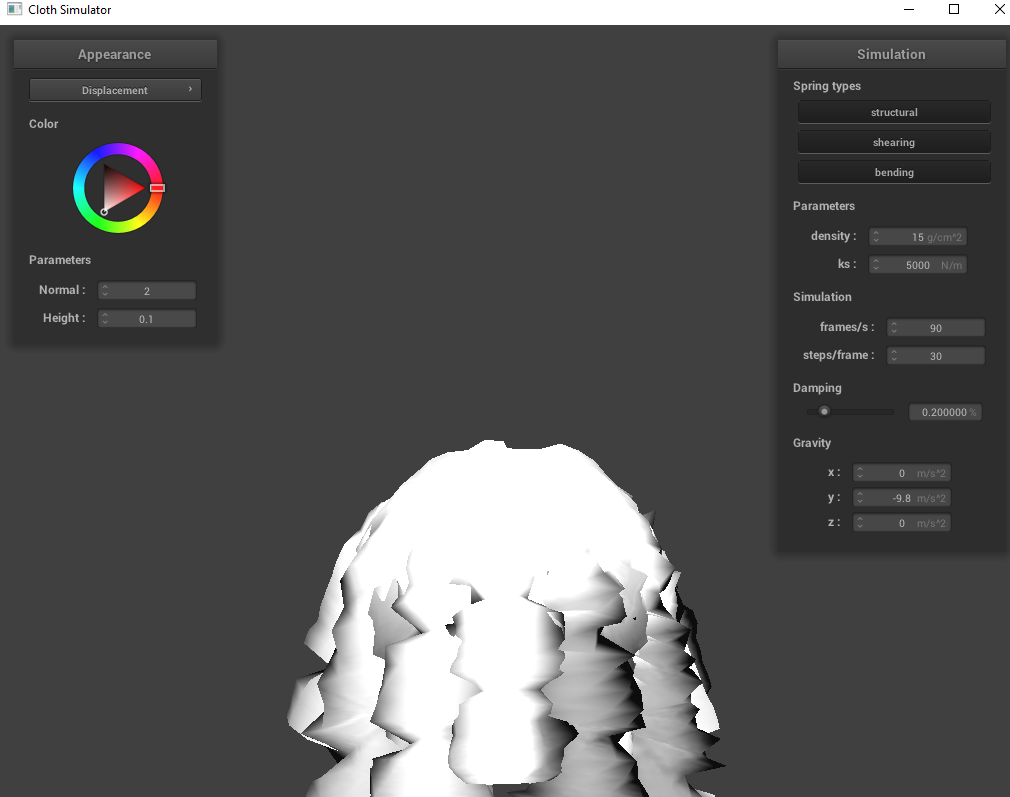 Cloth Simulator
Appearance
Displacement
Color
Parameters
Normal : 2
Height : 0.1
Simulation
Spring types
structural
shearing
bending
Parameters
density : 15 g/cm^2
ks : 5000 N/m
Simulation
frames/s : 90
steps/frame : 30
Damping
0.200000 %
Gravity
x : 0 m/s^2
y : -9.8 m/s^2
z : 0 m/s^2